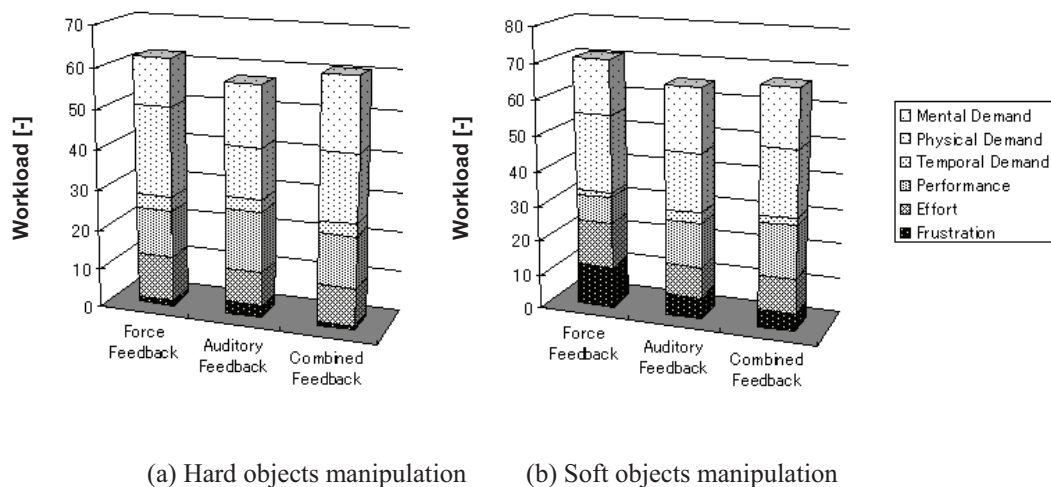 70
60
50
40
30
20
10
0
Workload [-]
Force
Feedback
Auditory
Feedback
Combined
Feedback
80
70
60
50
40
30
20
10
0
Workload [-]
Force
Feedback
Auditory
Feedback
Combined
Feedback
Mental Demand
Physical Demand
Temporal Demand
Performance
Effort
Frustration
(a) Hard objects manipulation
(b) Soft objects manipulation